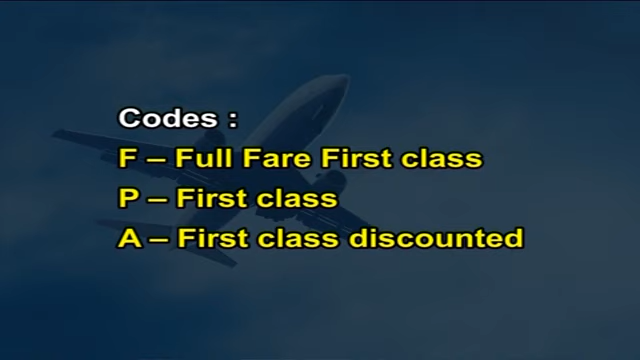 Codes :
F – Full Fare First class
P – First class
A – First class discounted